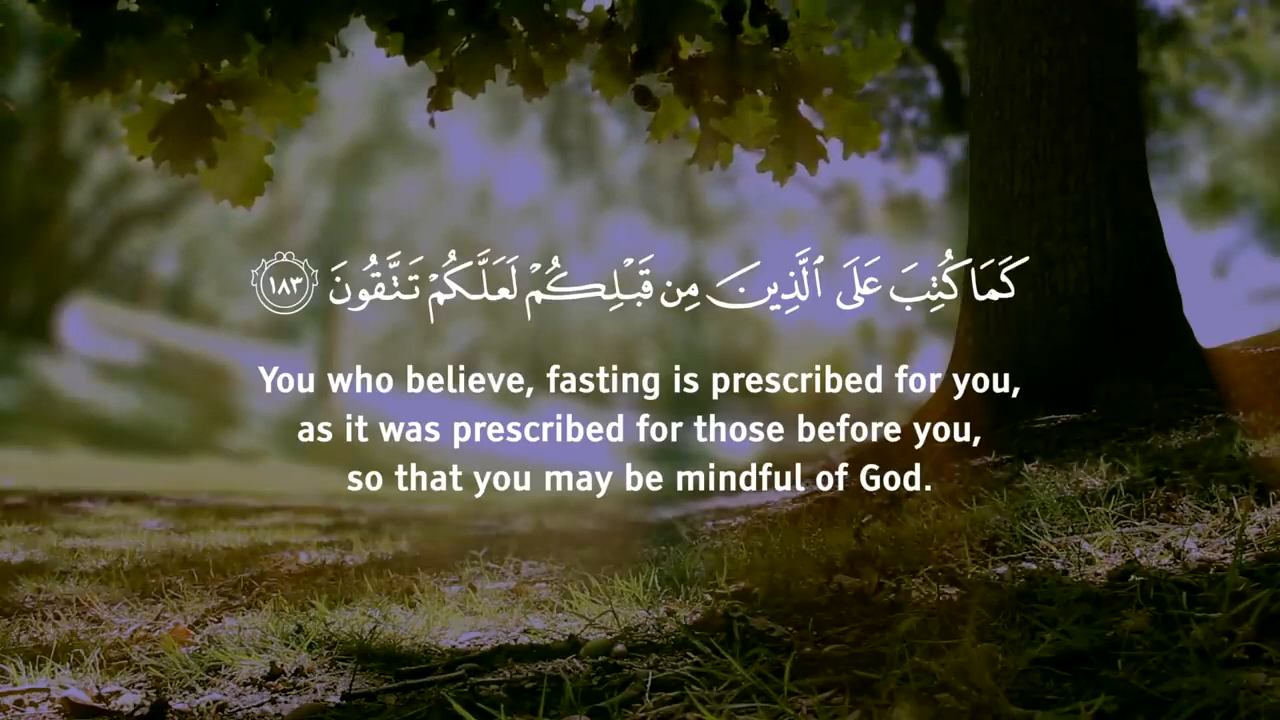 كَمَا كُتِبَ عَلَى ٱلَّذِينَ مِن قَبْلِكُمْ لَعَلَّكُمْ تَتَّقُونَ ١٨٣
You who believe, fasting is prescribed for you,
as it was prescribed for those before you,
so that you may be mindful of God.